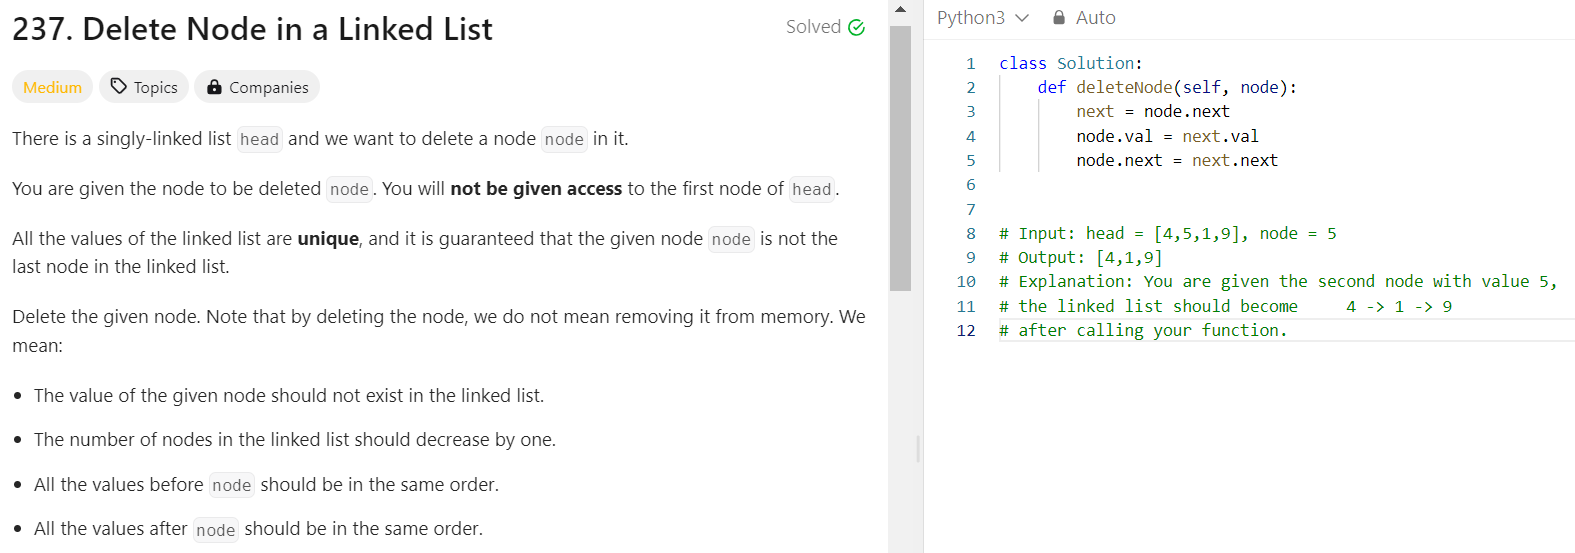 237. Delete Node in a Linked List
Solved
Medium
Topics
Companies
There is a singly-linked list head and we want to delete a node node in it.
You are given the node to be deleted node. You will not be given access to the first node of head.
All the values of the linked list are unique, and it is guaranteed that the given node node is not the
last node in the linked list.
Delete the given node. Note that by deleting the node, we do not mean removing it from memory. We
mean:
• The value of the given node should not exist in the linked list.
• The number of nodes in the linked list should decrease by one.
• All the values before node should be in the same order.
• All the values after node should be in the same order.
Python3
Auto
1 class Solution:
2     def deleteNode(self, node):
3         next = node.next
4         node.val = next.val
5         node.next = next.next
6
7
8 # Input: head = [4,5,1,9], node = 5
9 # Output: [4,1,9]
10 # Explanation: You are given the second node with value 5,
11 # the linked list should become     4 -> 1 -> 9
12 # after calling your function.